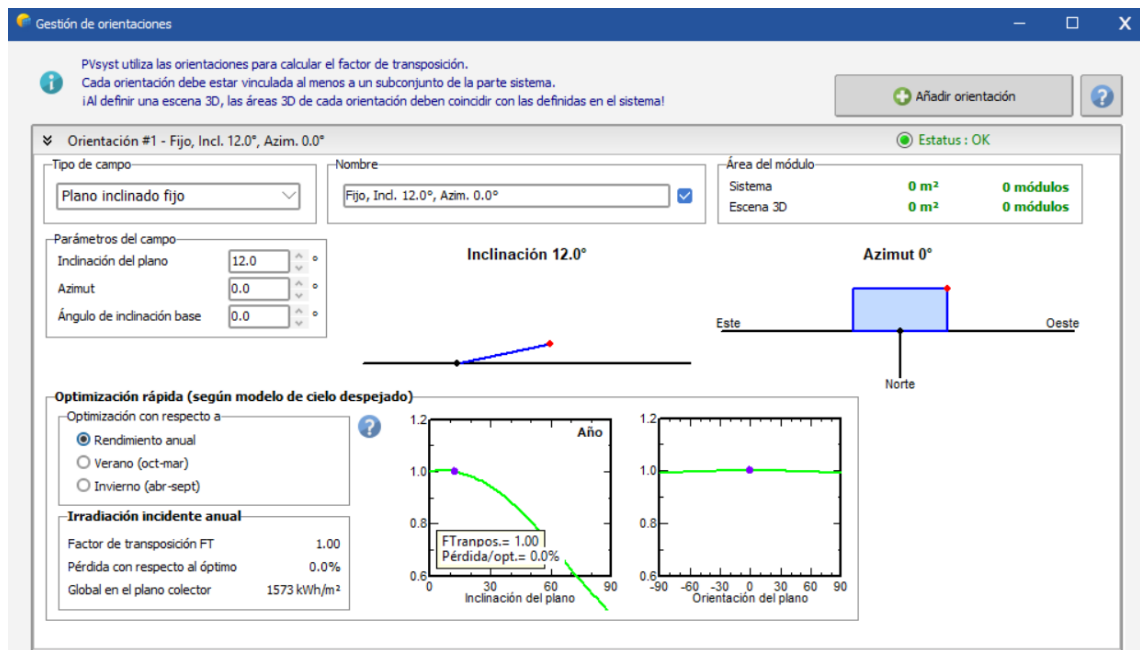 Gestión de orientaciones
PVsyst utiliza las orientaciones para calcular el factor de transposición.
Cada orientación debe estar vinculada al menos a un subconjunto de la parte sistema.
¡Al definir una escena 3D, las áreas 3D de cada orientación deben coincidir con las definidas en el sistema!
Añadir orientación
?
Orientación #1 - Fijo, Incl. 12.0°, Azim. 0.0°
Estatus : OK
Tipo de campo
Plano inclinado fijo
Nombre
Fijo, Incl. 12.0°, Azim. 0.0°
Área del módulo
Sistema 0 m² 0 módulos
Escena 3D 0 m² 0 módulos
Parámetros del campo
Inclinación del plano 12.0 °
Azimut 0.0 °
Ángulo de inclinación base 0.0 °
Inclinación 12.0°
Azimut 0°
Este
Oeste
Norte
Optimización rápida (según modelo de cielo despejado)
Optimización con respecto a
Rendimiento anual
Verano (oct-mar)
Invierno (abr-sept)
?
Irradiación incidente anual
Factor de transposición FT 1.00
Pérdida con respecto al óptimo 0.0%
Global en el plano colector 1573 kWh/m²
Año
1.2
1.0
0.8
0.6
FTranpos.= 1.00
Pérdida/opt.= 0.0%
0 30 60 90
Inclinación del plano
1.2
1.0
0.8
0.6
-90 -60 -30 0 30 60 90
Orientación del plano